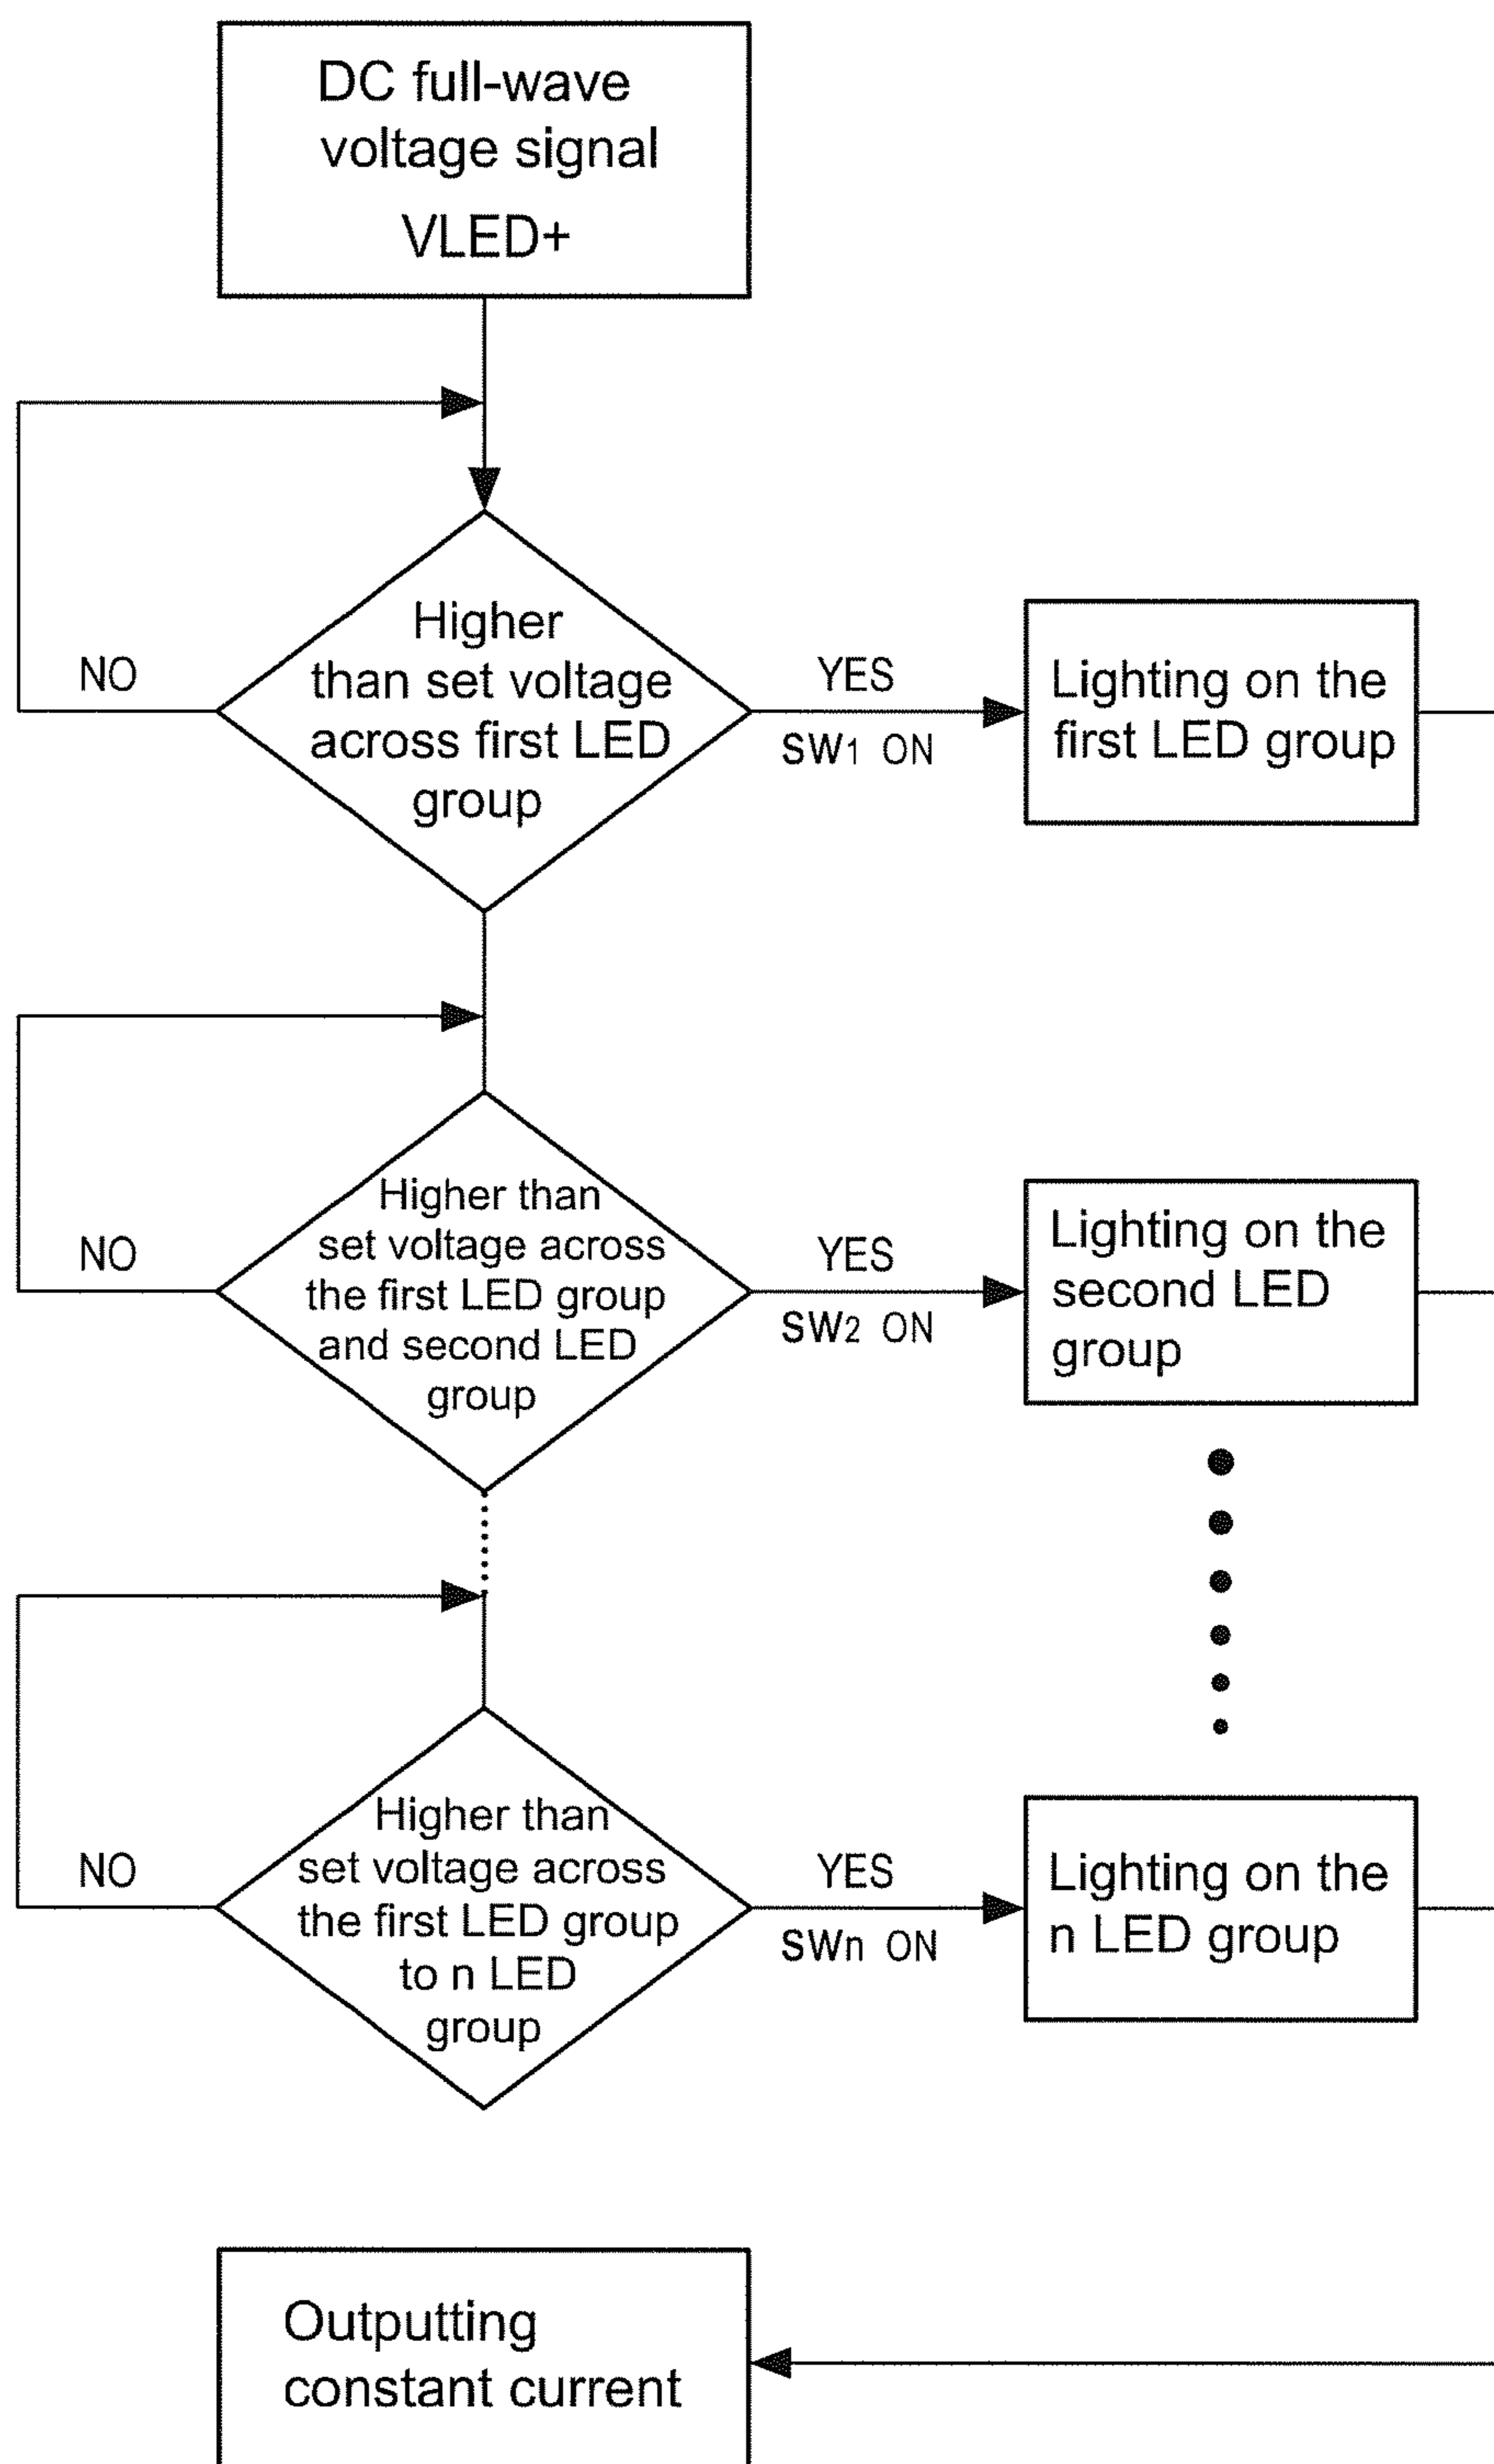 DC full-wave
voltage signal
VLED+
Higher
than set voltage
across first LED
group
NO
YES
SW1 ON
Lighting on the
first LED group
Higher than
set voltage across
the first LED group
and second LED
group
NO
YES
SW2 ON
Lighting on the
second LED
group
Higher than
set voltage across
the first LED group
to n LED
group
NO
YES
SWn ON
Lighting on the
n LED group
Outputting
constant current